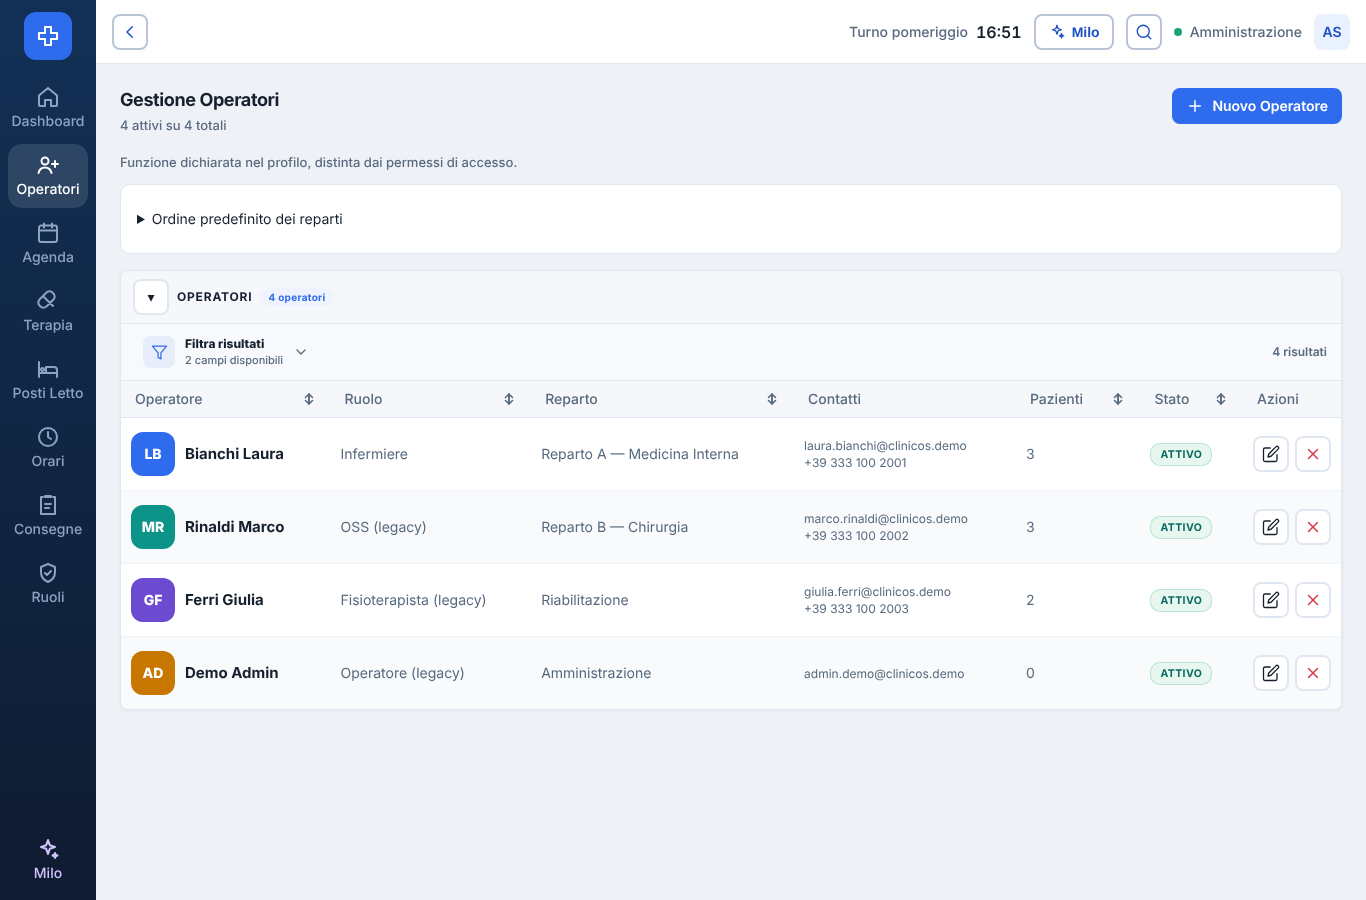 Turno pomeriggio 16:51 Milo Amministrazione AS
Dashboard
Operatori
Agenda
Terapia
Posti Letto
Orari
Consegne
Ruoli
Milo
Gestione Operatori
4 attivi su 4 totali
Nuovo Operatore
Funzione dichiarata nel profilo, distinta dai permessi di accesso.
Ordine predefinito dei reparti
OPERATORI 4 operatori
Filtra risultati
2 campi disponibili
4 risultati
Operatore Ruolo Reparto Contatti Pazienti Stato Azioni
LB Bianchi Laura Infermiere Reparto A — Medicina Interna laura.bianchi@clinicos.demo 3 ATTIVO
+39 333 100 2001
MR Rinaldi Marco OSS (legacy) Reparto B — Chirurgia marco.rinaldi@clinicos.demo 3 ATTIVO
+39 333 100 2002
GF Ferri Giulia Fisioterapista (legacy) Riabilitazione giulia.ferri@clinicos.demo 2 ATTIVO
+39 333 100 2003
AD Demo Admin Operatore (legacy) Amministrazione admin.demo@clinicos.demo 0 ATTIVO